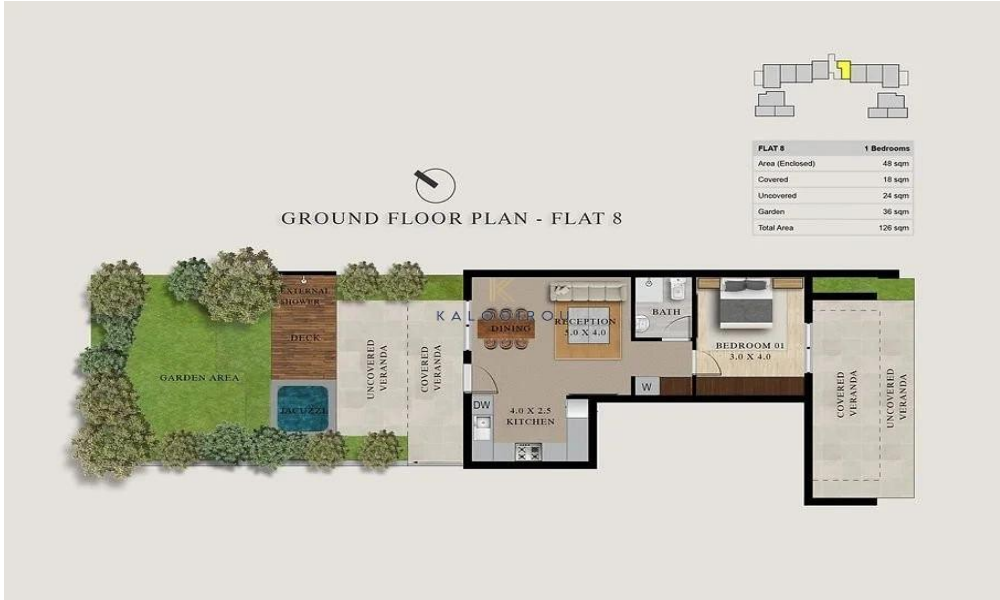 FLAT 8 1 Bedrooms
Area (Enclosed) 48 sqm
Covered 18 sqm
Uncovered 24 sqm
Garden 36 sqm
Total Area 126 sqm
GROUND FLOOR PLAN - FLAT 8
EXTERNAL
SHOWER
DECK
GARDEN AREA
JACUZZI
UNCOVERED
VERANDA
COVERED
VERANDA
KALOGIROU
DINING
RECEPTION
5.0 X 4.0
BATH
BEDROOM 01
3.0 X 4.0
W
DW
4.0 X 2.5
KITCHEN
COVERED
VERANDA
UNCOVERED
VERANDA